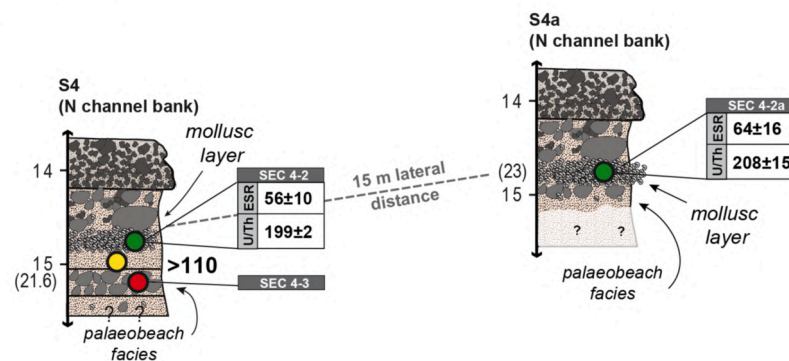 S4
(N channel bank)
mollusc
layer
14
15
(21.6)
SEC 4-2
ESR
56±10
U/Th
199±2
>110
SEC 4-3
? ?
palaeobeach
facies
15 m lateral
distance
S4a
(N channel bank)
14
(23)
15
SEC 4-2a
ESR
64±16
U/Th
208±15
mollusc
layer
? ?
palaeobeach
facies